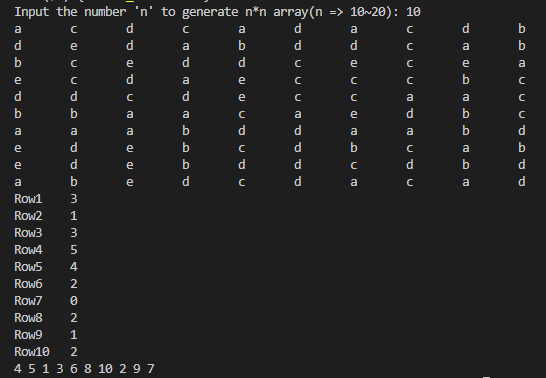 Input the number 'n' to generate n*n array(n => 10~20): 10
a c d c a d a c d b
d e d a b d d c a b
b c e d d c e c e a
e c d a e c c c b c
d d c d e c c a a c
b b a a c a e d b c
a a a b d a a a b d
e d e b c d b c a b
e d e b d d c d b d
a b e d c d a c a d
Row1 3
Row2 1
Row3 3
Row4 5
Row5 4
Row6 2
Row7 0
Row8 2
Row9 1
Row10 2
4 5 1 3 6 8 10 2 9 7